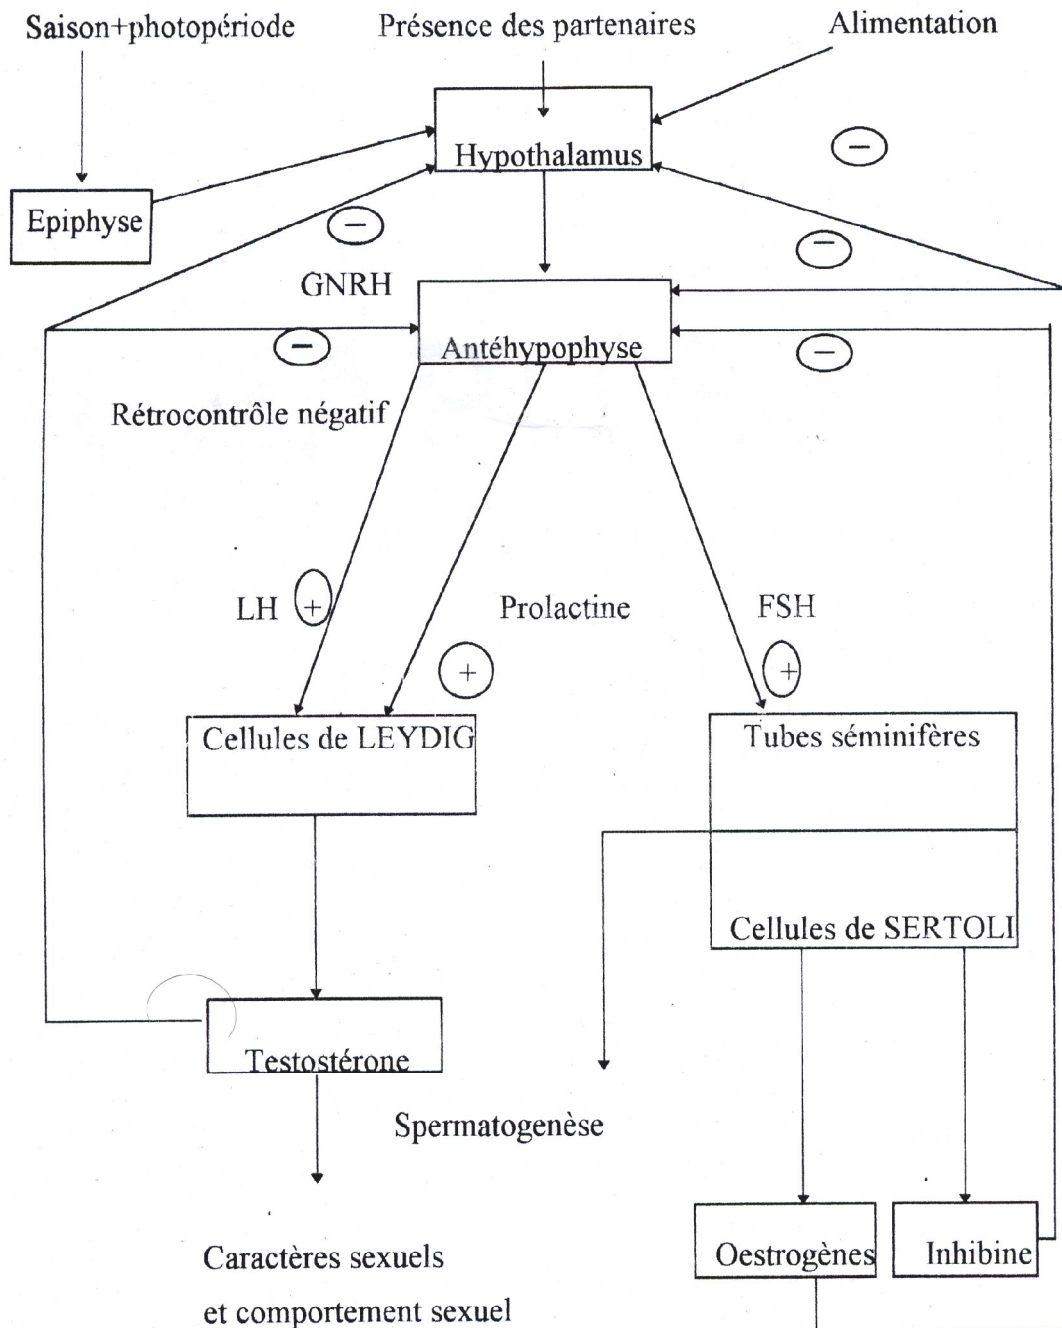 Saison+photopériode
Présence des partenaires
Alimentation
Hypothalamus
−
Epiphyse
−
−
GNRH
Antéhypophyse
−
−
Rétrocontrôle négatif
LH +
Prolactine
FSH
+
+
Cellules de LEYDIG
Tubes séminifères
Cellules de SERTOLI
Testostérone
Spermatogenèse
Oestrogènes
Inhibine
Caractères sexuels
et comportement sexuel